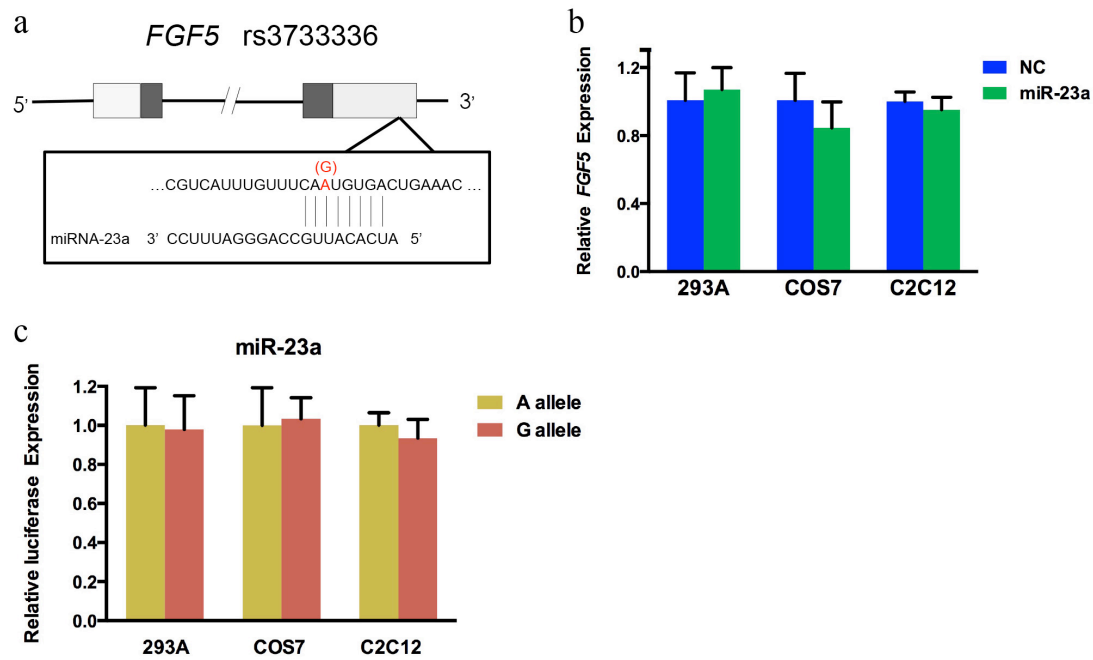 a
FGF5 rs3733336
5’ 3’
(G)
...CGUCAUUUGUUUCAAUGUGACUGAAAC ...
miRNA-23a 3’ CCUUUAGGGACCGUUACACUA 5’
b
Relative FGF5 Expression
1.2
0.8
0.4
0.0
293A COS7 C2C12
NC
miR-23a
c
miR-23a
Relative luciferase Expression
1.2
1.0
0.8
0.6
0.4
0.2
0.0
293A COS7 C2C12
A allele
G allele